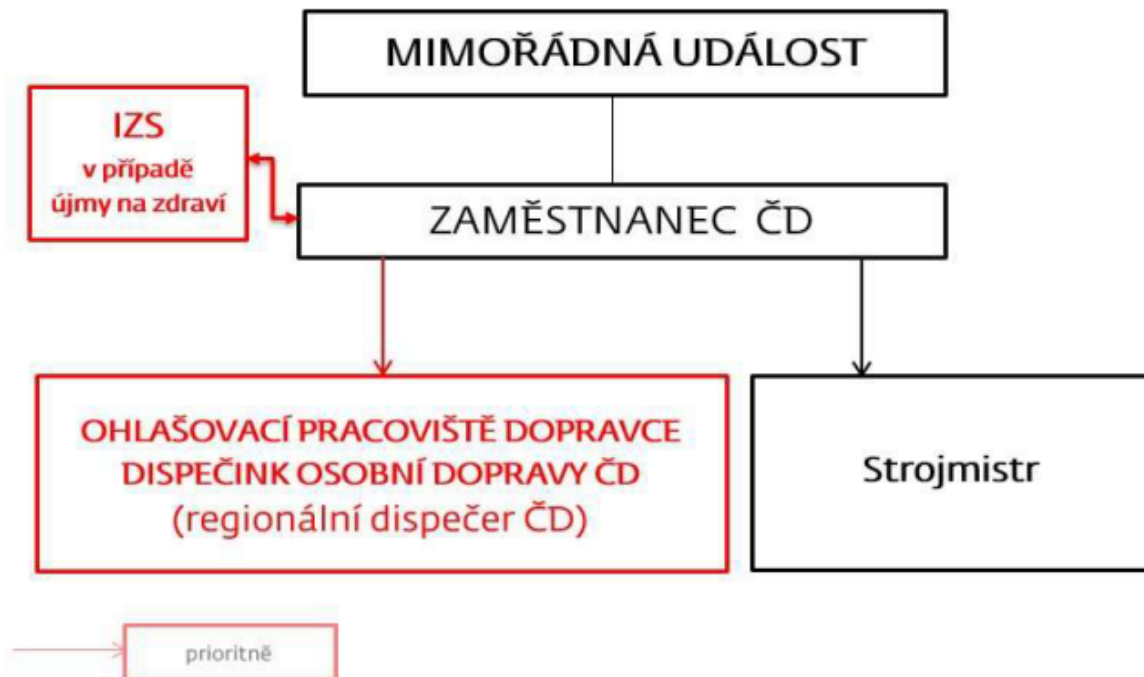 MIMOŘÁDNÁ UDÁLOST
IZS
v případě
újmy na zdraví
ZAMĚSTNANEC ČD
OHLAŠOVACÍ PRACOVIŠTĚ DOPRAVCE
DISPEČINK OSOBNÍ DOPRAVY ČD
(regionální dispečer ČD)
Strojmistr
prioritně